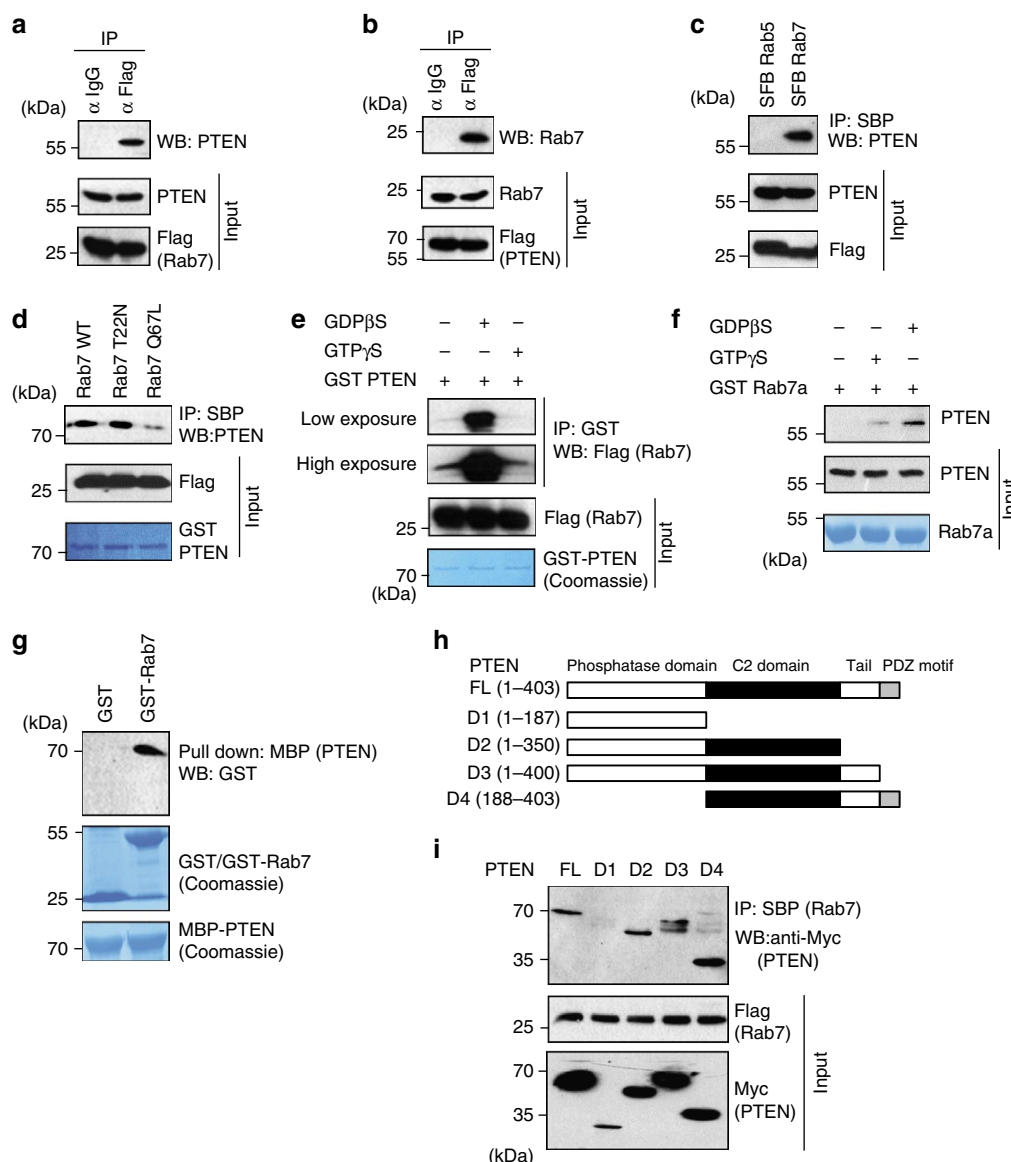 a
IP
α IgG
α Flag
(kDa)
55
WB: PTEN
55
PTEN
25
Flag
(Rab7)
Input
b
IP
α IgG
α Flag
(kDa)
25
WB: Rab7
25
Rab7
70
55
Flag
(PTEN)
Input
c
SFB Rab5
SFB Rab7
(kDa)
55
IP: SBP
WB: PTEN
55
PTEN
25
Flag
Input
d
Rab7 WT
Rab7 T22N
Rab7 Q67L
(kDa)
70
IP: SBP
WB:PTEN
25
Flag
70
GST
PTEN
Input
e
GDPβS – + –
GTPγS – – +
GST PTEN + + +
Low exposure
High exposure
IP: GST
WB: Flag (Rab7)
25
Flag (Rab7)
70
GST-PTEN
(Coomassie)
(kDa)
Input
f
GDPβS – – +
GTPγS – + –
GST Rab7a + + +
55
PTEN
55
PTEN
55
Rab7a
(kDa)
Input
g
GST
GST-Rab7
(kDa)
70
Pull down: MBP (PTEN)
WB: GST
55
25
GST/GST-Rab7
(Coomassie)
70
MBP-PTEN
(Coomassie)
h
PTEN Phosphatase domain C2 domain Tail PDZ motif
FL (1–403)
D1 (1–187)
D2 (1–350)
D3 (1–400)
D4 (188–403)
i
PTEN FL D1 D2 D3 D4
70
35
IP: SBP (Rab7)
WB:anti-Myc
(PTEN)
25
Flag
(Rab7)
70
35
Myc
(PTEN)
(kDa)
Input